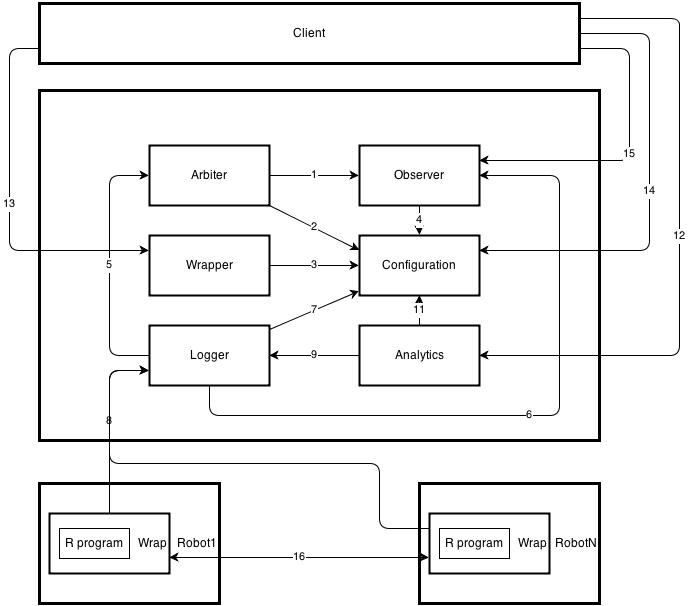 Client
15
14
13
12
Arbiter
1
Observer
2
4
Wrapper
3
Configuration
5
7
11
Logger
9
Analytics
6
8
R program
Wrap
Robot1
16
R program
Wrap
RobotN